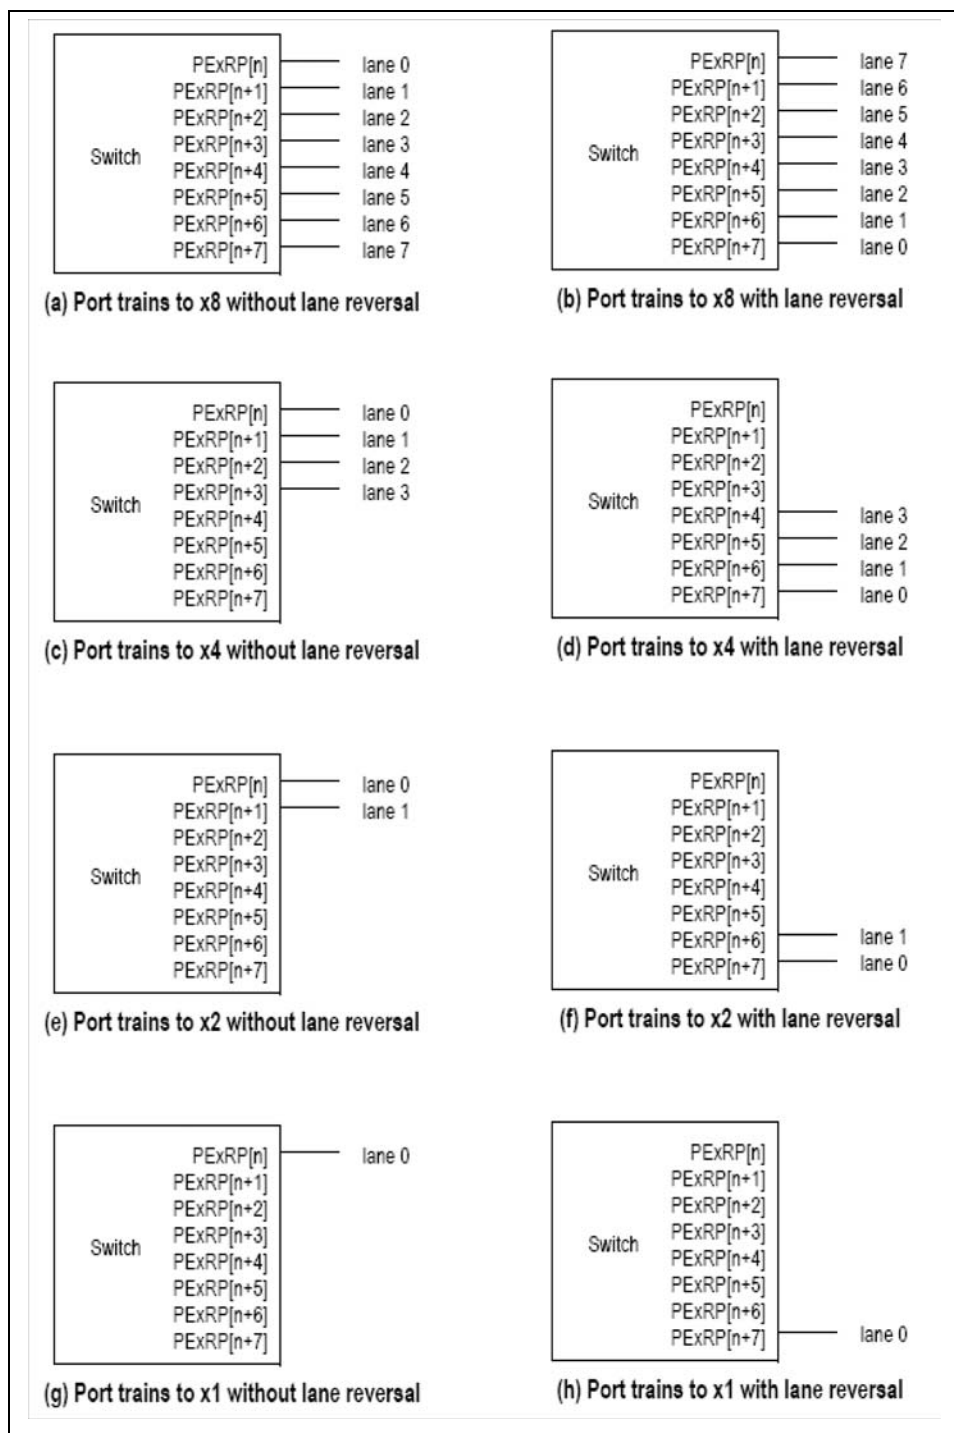 PExRP[n] lane 0
PExRP[n+1] lane 1
PExRP[n+2] lane 2
PExRP[n+3] lane 3
Switch
PExRP[n+4] lane 4
PExRP[n+5] lane 5
PExRP[n+6] lane 6
PExRP[n+7] lane 7
(a) Port trains to x8 without lane reversal
PExRP[n] lane 7
PExRP[n+1] lane 6
PExRP[n+2] lane 5
PExRP[n+3] lane 4
Switch
PExRP[n+4] lane 3
PExRP[n+5] lane 2
PExRP[n+6] lane 1
PExRP[n+7] lane 0
(b) Port trains to x8 with lane reversal
PExRP[n] lane 0
PExRP[n+1] lane 1
PExRP[n+2] lane 2
PExRP[n+3] lane 3
Switch
PExRP[n+4]
PExRP[n+5]
PExRP[n+6]
PExRP[n+7]
(c) Port trains to x4 without lane reversal
PExRP[n]
PExRP[n+1]
PExRP[n+2]
PExRP[n+3]
Switch
PExRP[n+4] lane 3
PExRP[n+5] lane 2
PExRP[n+6] lane 1
PExRP[n+7] lane 0
(d) Port trains to x4 with lane reversal
PExRP[n] lane 0
PExRP[n+1] lane 1
PExRP[n+2]
PExRP[n+3]
Switch
PExRP[n+4]
PExRP[n+5]
PExRP[n+6]
PExRP[n+7]
(e) Port trains to x2 without lane reversal
PExRP[n]
PExRP[n+1]
PExRP[n+2]
PExRP[n+3]
Switch
PExRP[n+4]
PExRP[n+5]
PExRP[n+6] lane 1
PExRP[n+7] lane 0
(f) Port trains to x2 with lane reversal
PExRP[n] lane 0
PExRP[n+1]
PExRP[n+2]
PExRP[n+3]
Switch
PExRP[n+4]
PExRP[n+5]
PExRP[n+6]
PExRP[n+7]
(g) Port trains to x1 without lane reversal
PExRP[n]
PExRP[n+1]
PExRP[n+2]
PExRP[n+3]
Switch
PExRP[n+4]
PExRP[n+5]
PExRP[n+6]
PExRP[n+7] lane 0
(h) Port trains to x1 with lane reversal